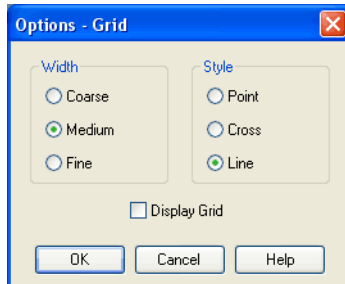 Options - Grid
Width
Coarse
Medium
Fine
Style
Point
Cross
Line
Display Grid
OK
Cancel
Help